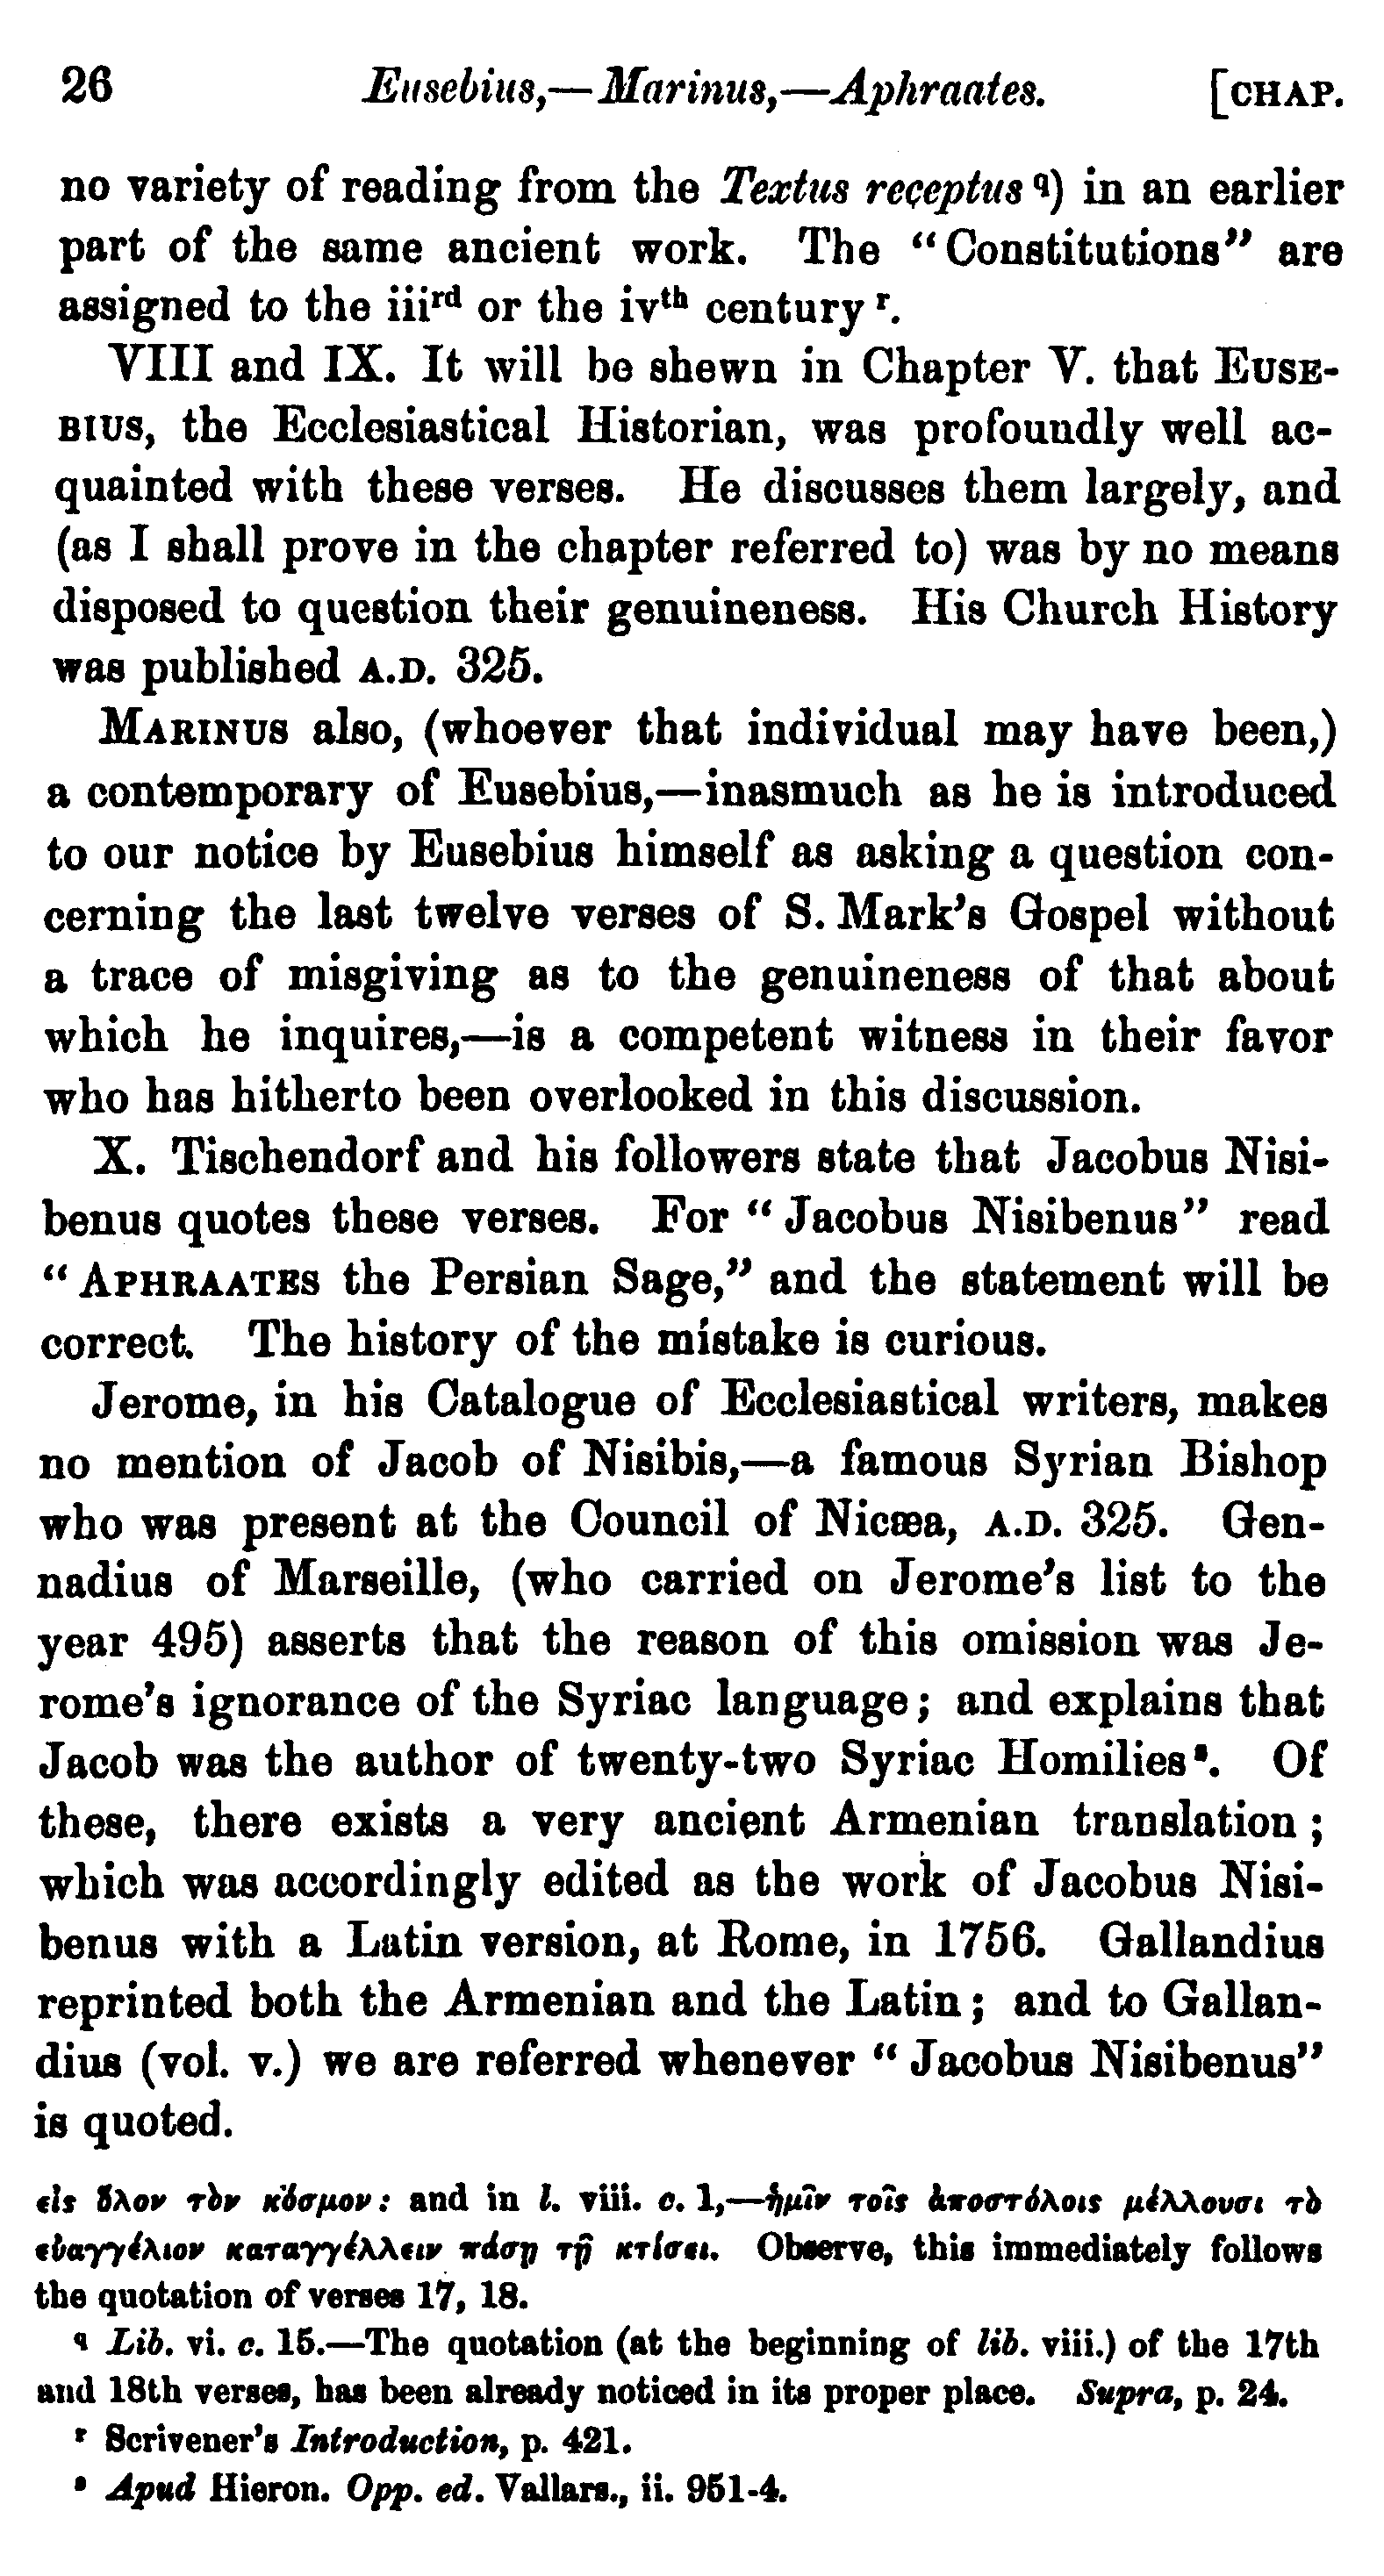 26 Eusebius,—Marinus,—Aphraates. [CHAP.
no variety of reading from the Textus receptus q) in an earlier
part of the same ancient work. The “Constitutions” are
assigned to the iiird or the ivth century r.
VIII and IX. It will be shewn in Chapter V. that EUSE-
BIUS, the Ecclesiastical Historian, was profoundly well ac-
quainted with these verses. He discusses them largely, and
(as I shall prove in the chapter referred to) was by no means
disposed to question their genuineness. His Church History
was published A.D. 325.
MARINUS also, (whoever that individual may have been,)
a contemporary of Eusebius,—inasmuch as he is introduced
to our notice by Eusebius himself as asking a question con-
cerning the last twelve verses of S. Mark’s Gospel without
a trace of misgiving as to the genuineness of that about
which he inquires,—is a competent witness in their favor
who has hitherto been overlooked in this discussion.
X. Tischendorf and his followers state that Jacobus Nisi-
benus quotes these verses. For “Jacobus Nisibenus” read
“APHRAATES the Persian Sage,” and the statement will be
correct. The history of the mistake is curious.
Jerome, in his Catalogue of Ecclesiastical writers, makes
no mention of Jacob of Nisibis,—a famous Syrian Bishop
who was present at the Council of Nicæa, A.D. 325. Gen-
nadius of Marseille, (who carried on Jerome’s list to the
year 495) asserts that the reason of this omission was Je-
rome’s ignorance of the Syriac language; and explains that
Jacob was the author of twenty-two Syriac Homilies s. Of
these, there exists a very ancient Armenian translation;
which was accordingly edited as the work of Jacobus Nisi-
benus with a Latin version, at Rome, in 1756. Gallandius
reprinted both the Armenian and the Latin; and to Gallan-
dius (vol. v.) we are referred whenever “Jacobus Nisibenus”
is quoted.
εἰς ὅλον τὸν κόσμον: and in l. viii. c. 1,—ἡμῖν τοῖς ἀποστόλοις μέλλουσι τὸ
εὐαγγέλιον καταγγέλλειν πάσῃ τῇ κτίσει. Observe, this immediately follows
the quotation of verses 17, 18.
q Lib. vi. c. 15.—The quotation (at the beginning of lib. viii.) of the 17th
and 18th verses, has been already noticed in its proper place. Supra, p. 24.
r Scrivener’s Introduction, p. 421.
s Apud Hieron. Opp. ed. Vallars., ii. 951-4.